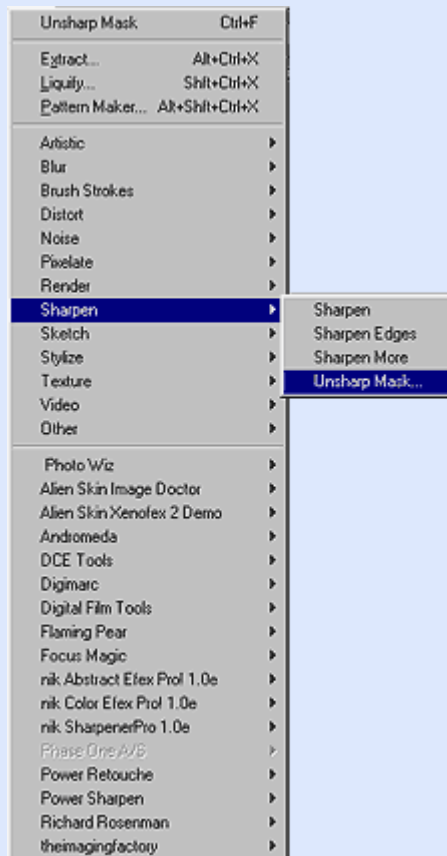 Unsharp Mask Ctrl+F
Extract... Alt+Ctrl+X
Liquify... Shift+Ctrl+X
Pattern Maker... Alt+Shift+Ctrl+X
Artistic
Blur
Brush Strokes
Distort
Noise
Pixelate
Render
Sharpen
Sketch
Stylize
Texture
Video
Other
Sharpen
Sharpen Edges
Sharpen More
Unsharp Mask...
Photo Wiz
Alien Skin Image Doctor
Alien Skin Xenofex 2 Demo
Andromeda
DCE Tools
Digimarc
Digital Film Tools
Flaming Pear
Focus Magic
nik Abstract Efex Pro! 1.0e
nik Color Efex Pro! 1.0e
nik SharpenerPro 1.0e
Phase One A/S
Power Retouche
Power Sharpen
Richard Rosenman
theimagingfactory